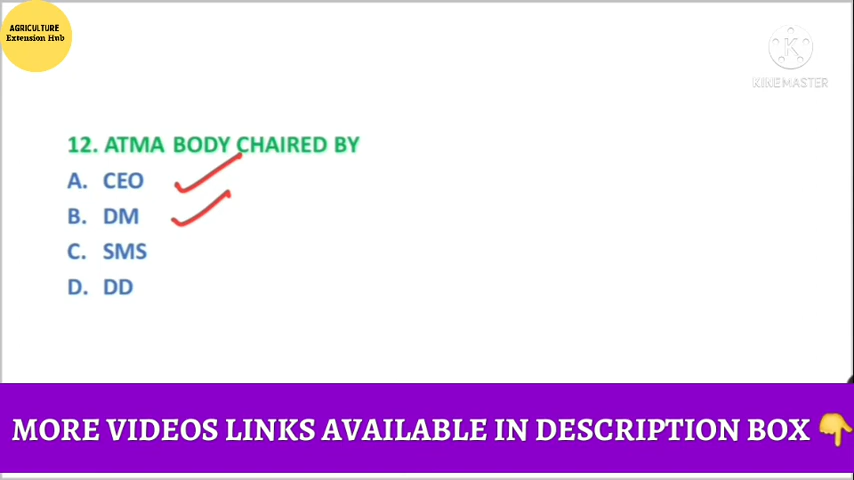 AGRICULTURE
Extension Hub
KINEMASTER
12. ATMA BODY CHAIRED BY
A. CEO
B. DM
C. SMS
D. DD
MORE VIDEOS LINKS AVAILABLE IN DESCRIPTION BOX 👇